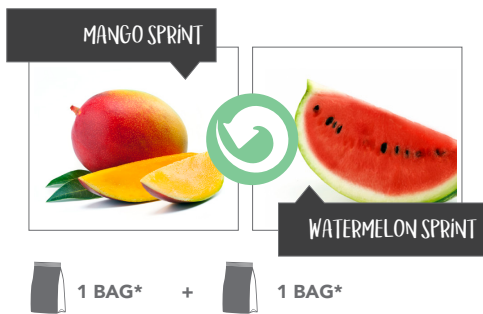 MANGO SPRINT
WATERMELON SPRINT
1 BAG* + 1 BAG*